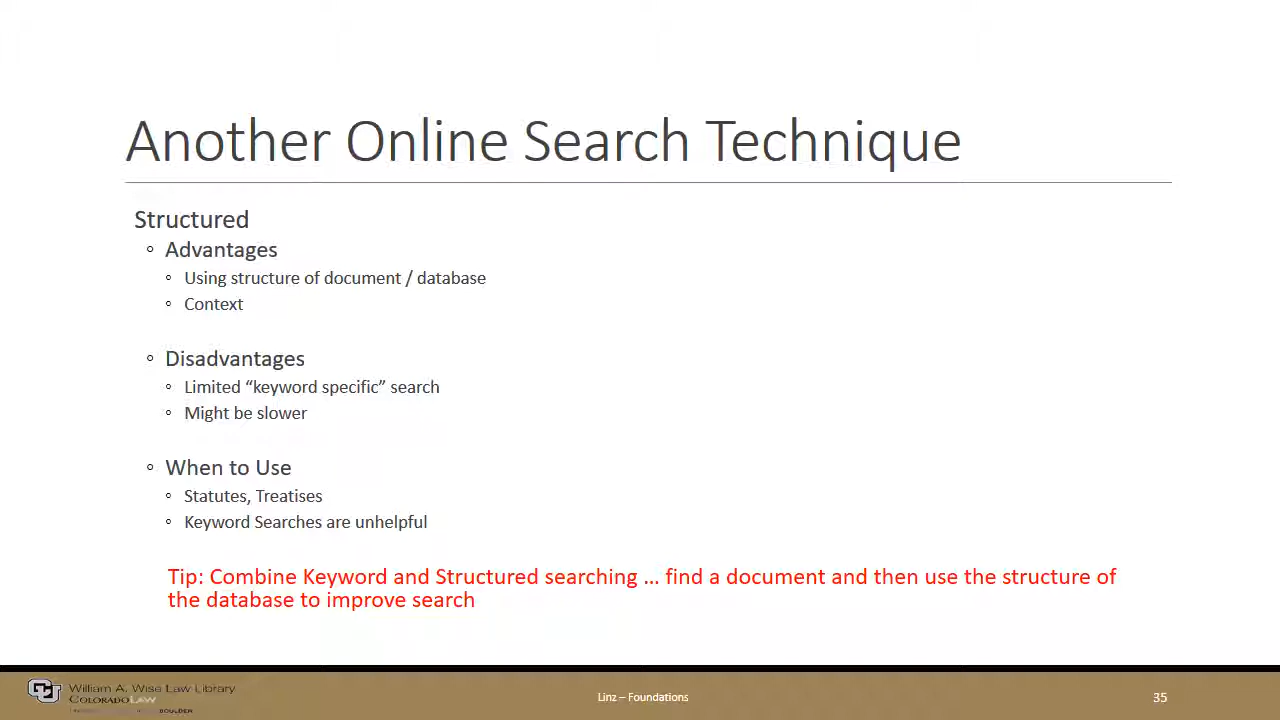 Another Online Search Technique
Structured
◦ Advantages
◦ Using structure of document / database
◦ Context
◦ Disadvantages
◦ Limited “keyword specific” search
◦ Might be slower
◦ When to Use
◦ Statutes, Treatises
◦ Keyword Searches are unhelpful
Tip: Combine Keyword and Structured searching … find a document and then use the structure of
the database to improve search
CU
William A. Wise Law Library
COLORADO LAW
BOULDER
Linz – Foundations
35